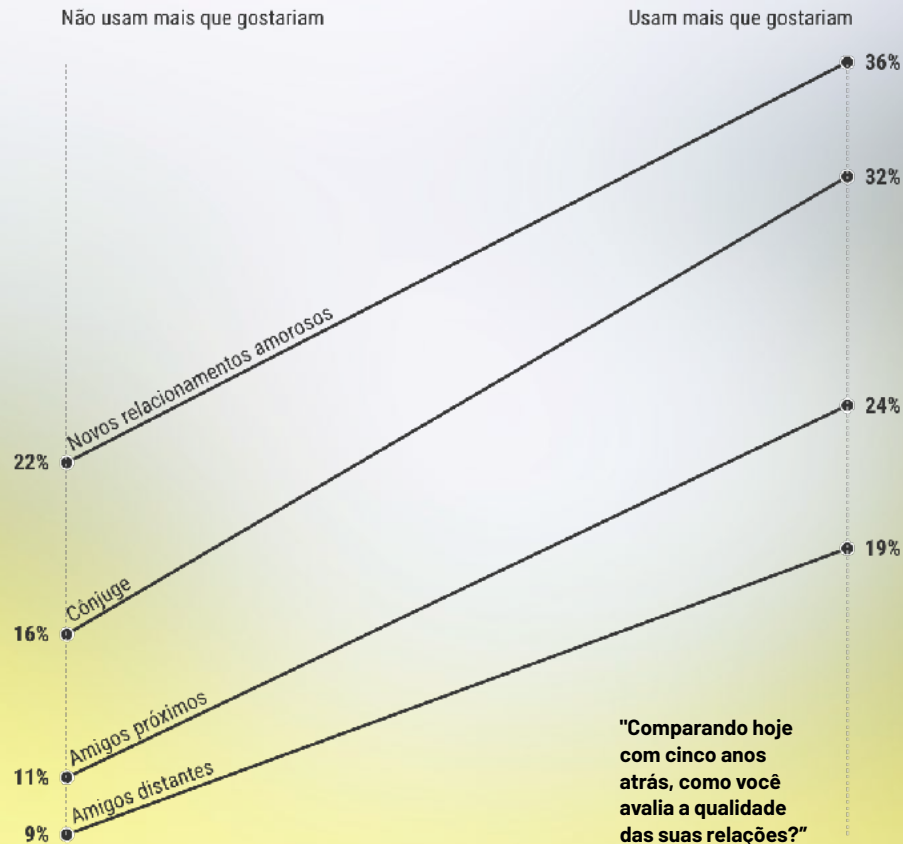 Não usam mais que gostariam
Usam mais que gostariam
36%
32%
Novos relacionamentos amorosos
24%
22%
19%
Cônjuge
16%
Amigos próximos
11%
Amigos distantes
9%
"Comparando hoje
com cinco anos
atrás, como você
avalia a qualidade
das suas relações?”